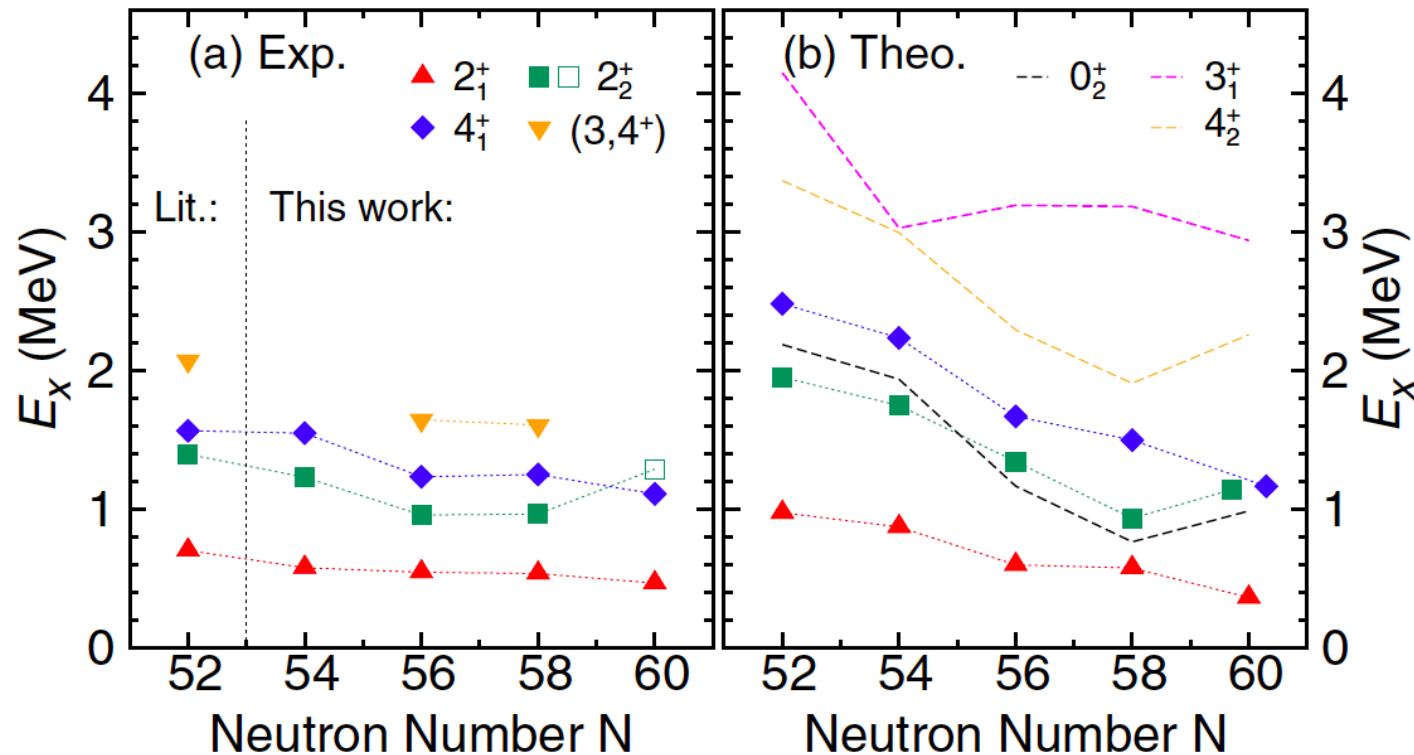 (a) Exp.
2₁⁺
2₂⁺
4₁⁺
(3,4⁺)
Lit.:
This work:
Eₓ (MeV)
4
3
2
1
0
52 54 56 58 60
Neutron Number N
(b) Theo.
0₂⁺
3₁⁺
4₂⁺
4
3
2
1
0
Eₓ (MeV)
52 54 56 58 60
Neutron Number N